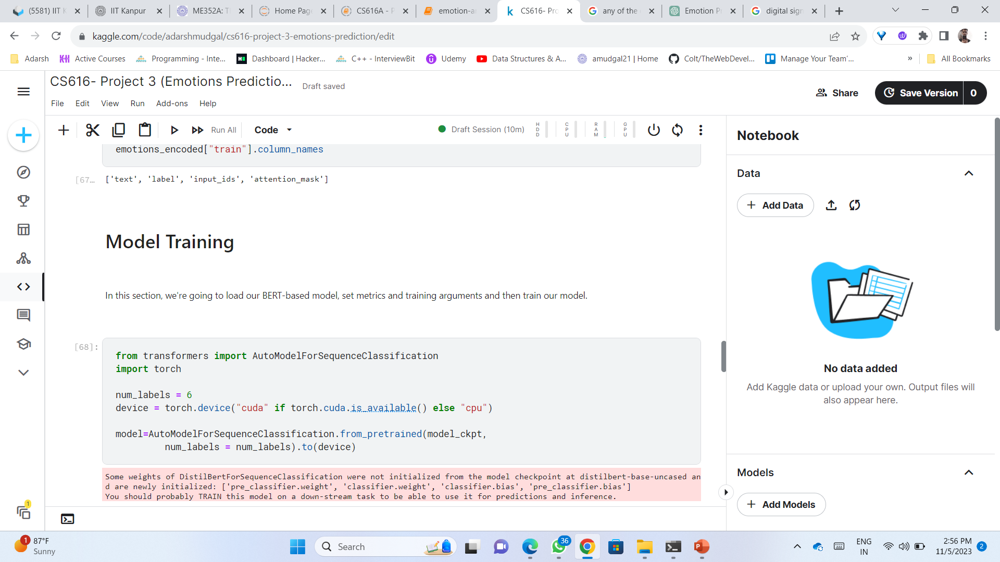 (5581) IIT K
IIT Kanpur
ME352A: T
Home Page
CS616A - P
emotion-a
CS616- Pro
any of the
Emotion P
digital sign
kaggle.com/code/adarshmudgal/cs616-project-3-emotions-prediction/edit
Adarsh
Active Courses
Programming - Inte...
Dashboard | Hacker...
C++ - InterviewBit
Udemy
Data Structures & A...
amudgal21 | Home
Colt/TheWebDevel...
Manage Your Team'...
»
All Bookmarks
CS616- Project 3 (Emotions Predictio...
Draft saved
File Edit View Run Add-ons Help
Share
Save Version 0
Run All
Code
Draft Session (10m)
HDD
CPU
RAM
GPU
emotions_encoded["train"].column_names
[67...
['text', 'label', 'input_ids', 'attention_mask']
Model Training
In this section, we're going to load our BERT-based model, set metrics and training arguments and then train our model.
[68]:
from transformers import AutoModelForSequenceClassification
import torch
num_labels = 6
device = torch.device("cuda" if torch.cuda.is_available() else "cpu")
model=AutoModelForSequenceClassification.from_pretrained(model_ckpt,
num_labels = num_labels).to(device)
Some weights of DistilBertForSequenceClassification were not initialized from the model checkpoint at distilbert-base-uncased an
d are newly initialized: ['pre_classifier.weight', 'classifier.weight', 'classifier.bias', 'pre_classifier.bias']
You should probably TRAIN this model on a down-stream task to be able to use it for predictions and inference.
Notebook
Data
+ Add Data
No data added
Add Kaggle data or upload your own. Output files will
also appear here.
Models
+ Add Models
1
1
87°F
Sunny
Search
36
ENG
IN
2:56 PM
11/5/2023
2